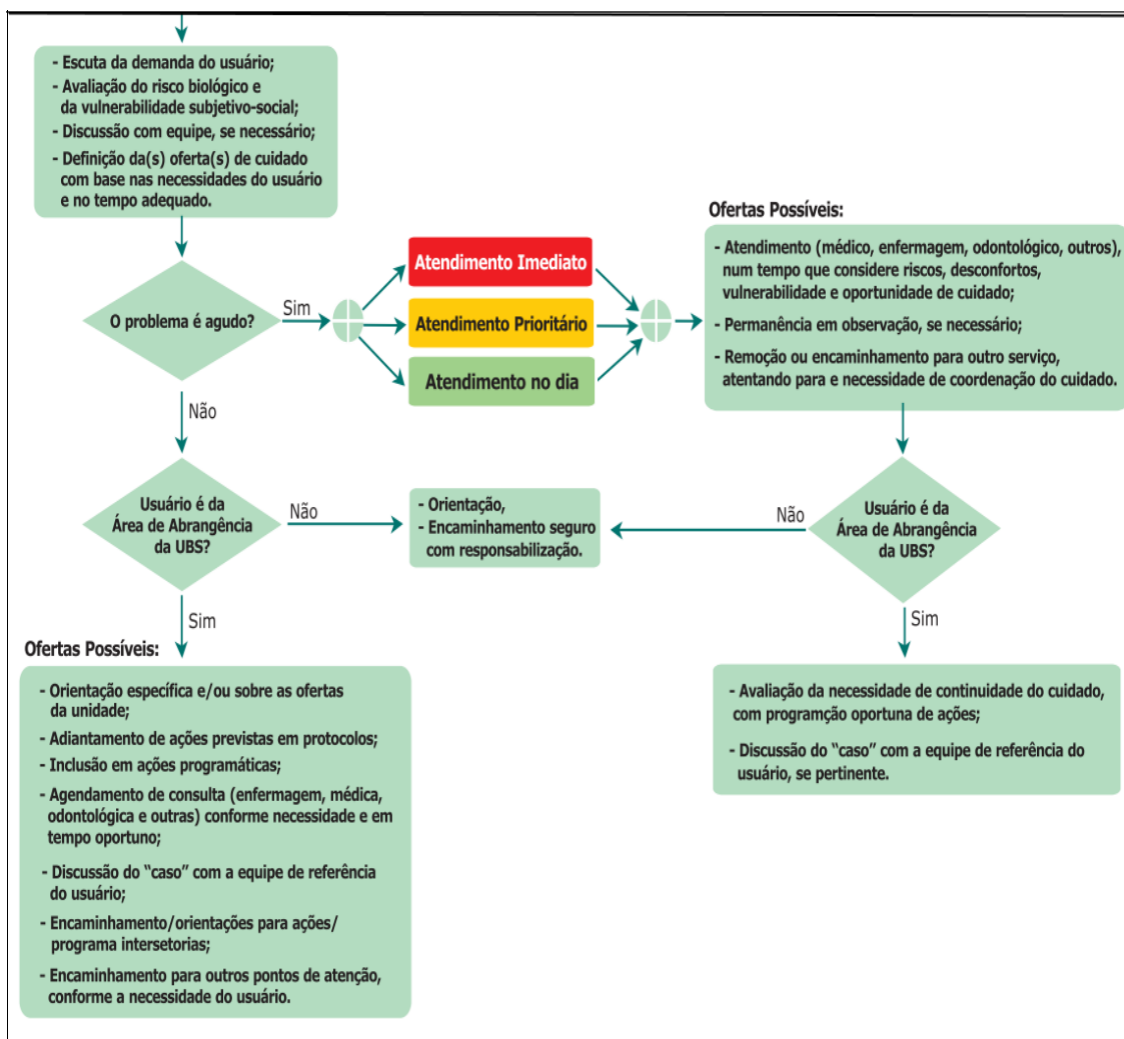 - Escuta da demanda do usuário;
- Avaliação do risco biológico e
da vulnerabilidade subjetivo-social;
- Discussão com equipe, se necessário;
- Definição da(s) oferta(s) de cuidado
com base nas necessidades do usuário
e no tempo adequado.
O problema é agudo?
Sim
Atendimento Imediato
Atendimento Prioritário
Atendimento no dia
Ofertas Possíveis:
- Atendimento (médico, enfermagem, odontológico, outros),
num tempo que considere riscos, desconfortos,
vulnerabilidade e oportunidade de cuidado;
- Permanência em observação, se necessário;
- Remoção ou encaminhamento para outro serviço,
atentando para e necessidade de coordenação do cuidado.
Não
Usuário é da
Área de Abrangência
da UBS?
Não
- Orientação,
- Encaminhamento seguro
com responsabilização.
Não
Usuário é da
Área de Abrangência
da UBS?
Sim
Sim
Ofertas Possíveis:
- Orientação específica e/ou sobre as ofertas
da unidade;
- Adiantamento de ações previstas em protocolos;
- Inclusão em ações programáticas;
- Agendamento de consulta (enfermagem, médica,
odontológica e outras) conforme necessidade e em
tempo oportuno;
- Discussão do “caso” com a equipe de referência
do usuário;
- Encaminhamento/orientações para ações/
programa intersetorias;
- Encaminhamento para outros pontos de atenção,
conforme a necessidade do usuário.
- Avaliação da necessidade de continuidade do cuidado,
com programção oportuna de ações;
- Discussão do “caso” com a equipe de referência do
usuário, se pertinente.